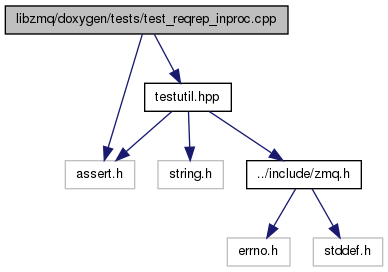 libzmq/doxygen/tests/test_reqrep_inproc.cpp
testutil.hpp
assert.h
string.h
../include/zmq.h
errno.h
stddef.h